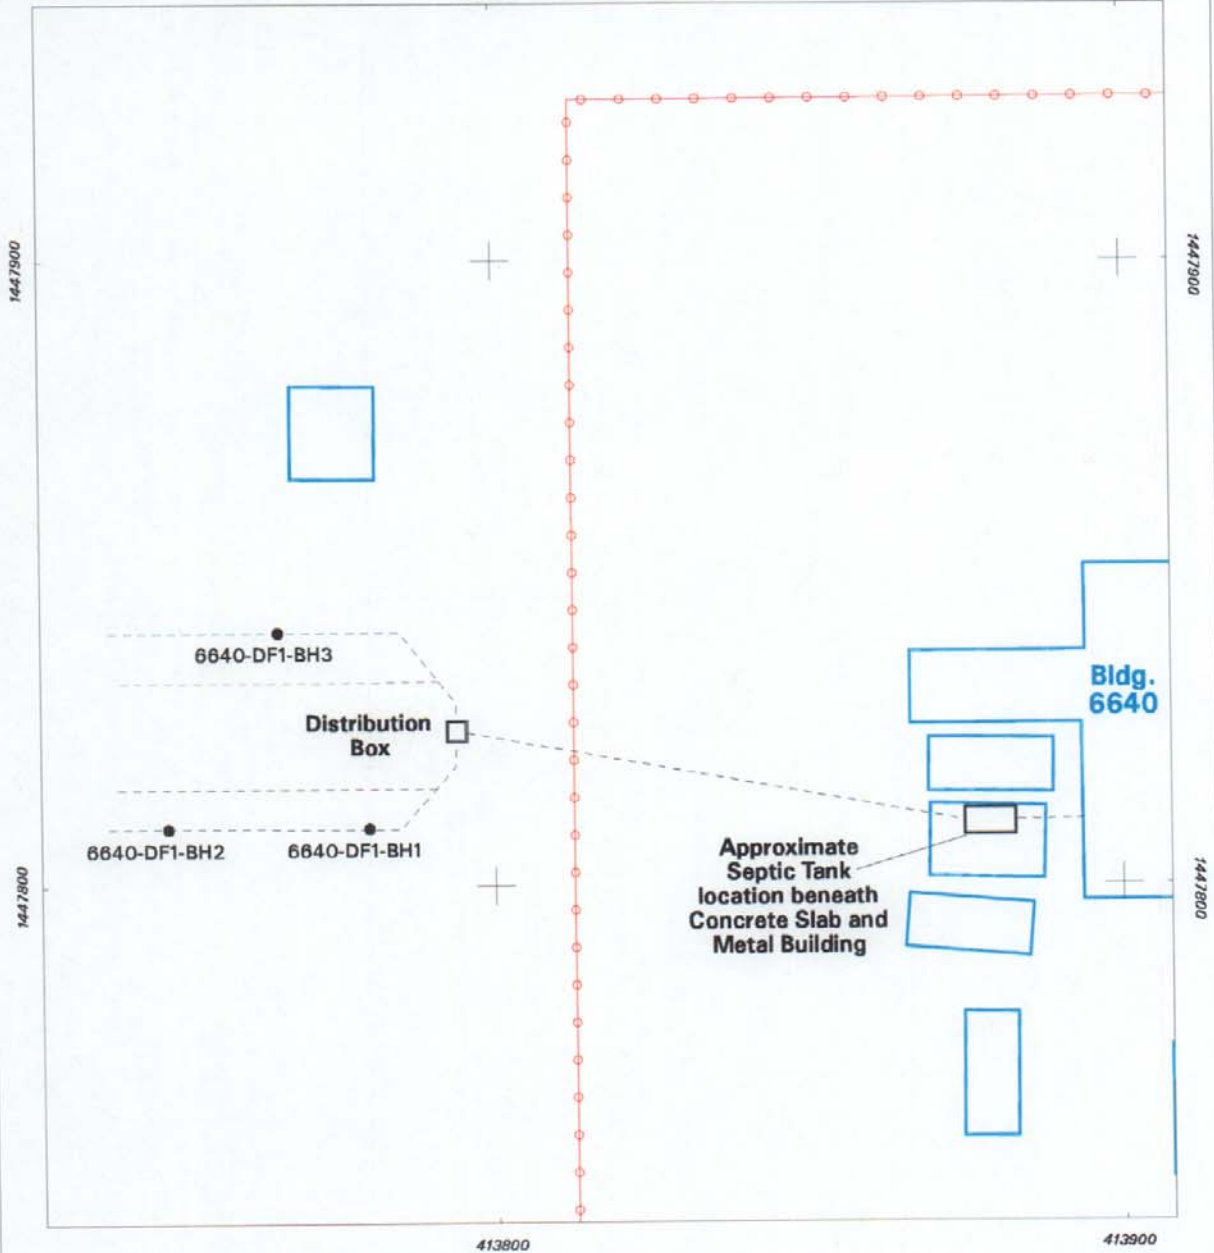 1447900
1447900
6640-DF1-BH3
Bldg.
6640
Distribution
Box
6640-DF1-BH2
6640-DF1-BH1
Approximate
Septic Tank
location beneath
Concrete Slab and
Metal Building
1447800
1447800
413800
413900